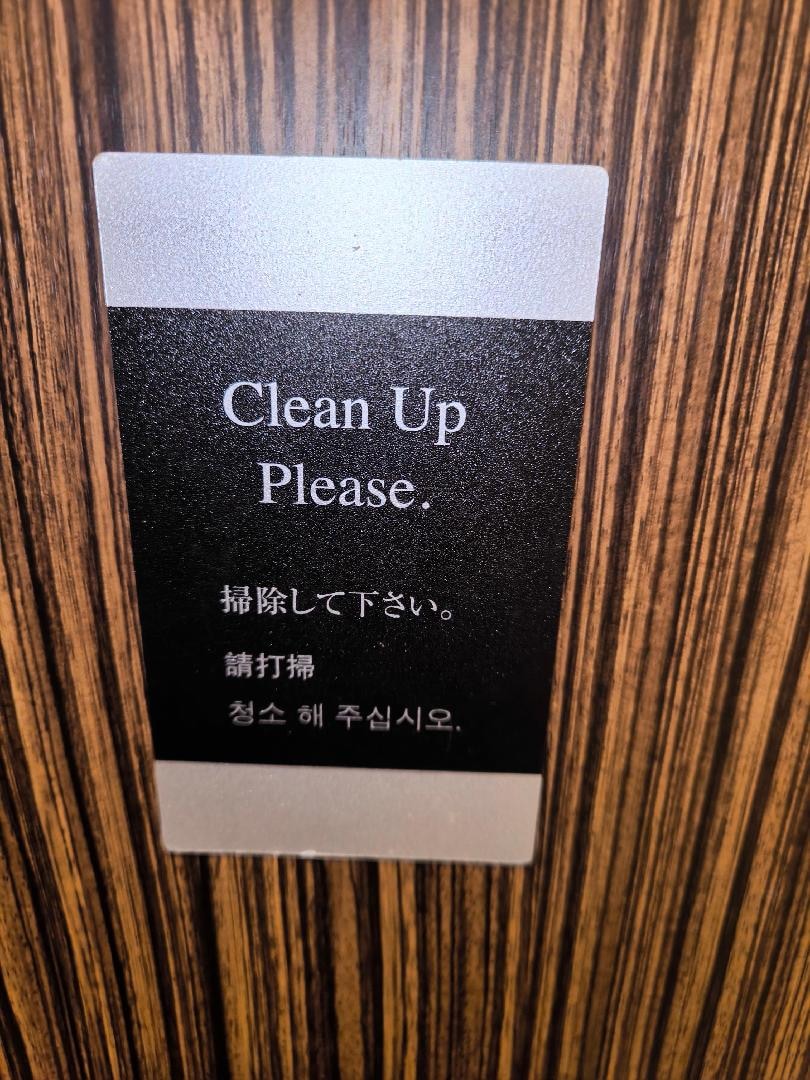 Clean Up
Please.
掃除して下さい。
請打掃
청소 해 주십시오.